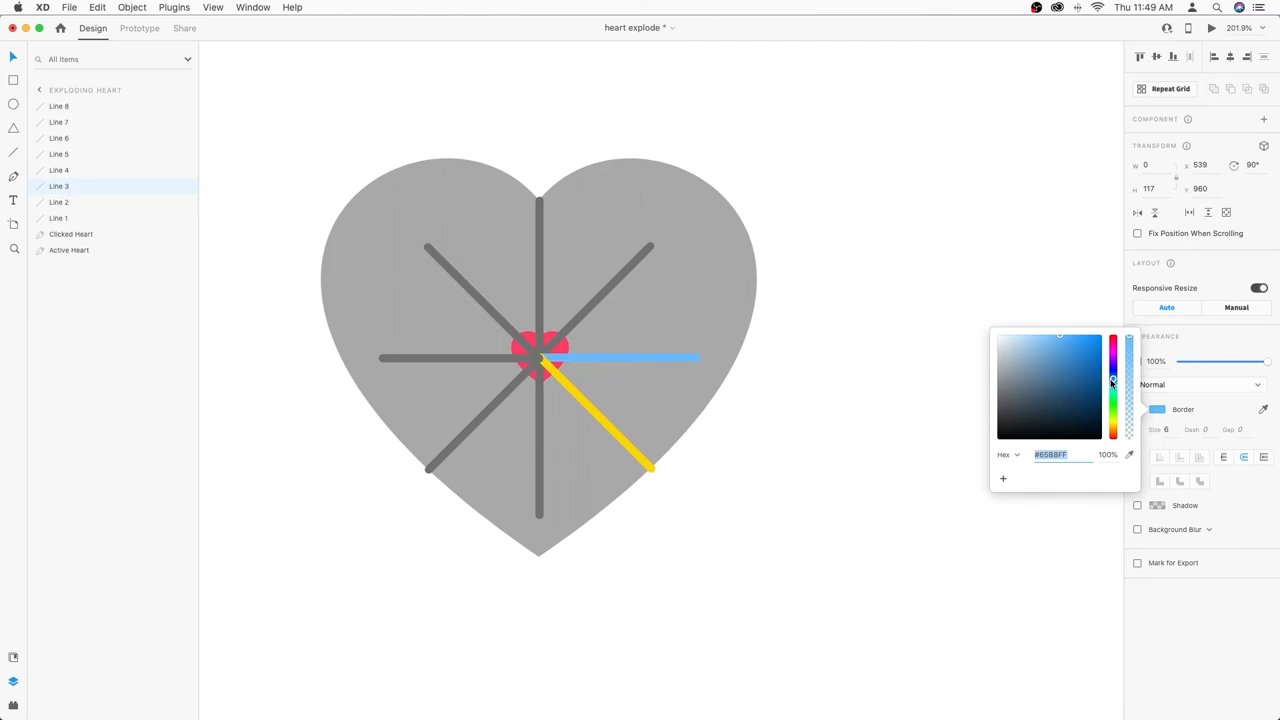 XD File Edit Object Plugins View Window Help Thu 11:49 AM
Design Prototype Share heart explode * 201.9%
All Items
EXPLODING HEART
Line 8
Line 7
Line 6
Line 5
Line 4
Line 3
Line 2
Line 1
Clicked Heart
Active Heart
Repeat Grid
COMPONENT
TRANSFORM
W 0 X 539 90°
H 117 Y 960
Fix Position When Scrolling
LAYOUT
Responsive Resize
Auto Manual
PPEARANCE
100%
Normal
Border
Size 6 Dash 0 Gap 0
Hex #65B8FF 100%
Shadow
Background Blur
Mark for Export